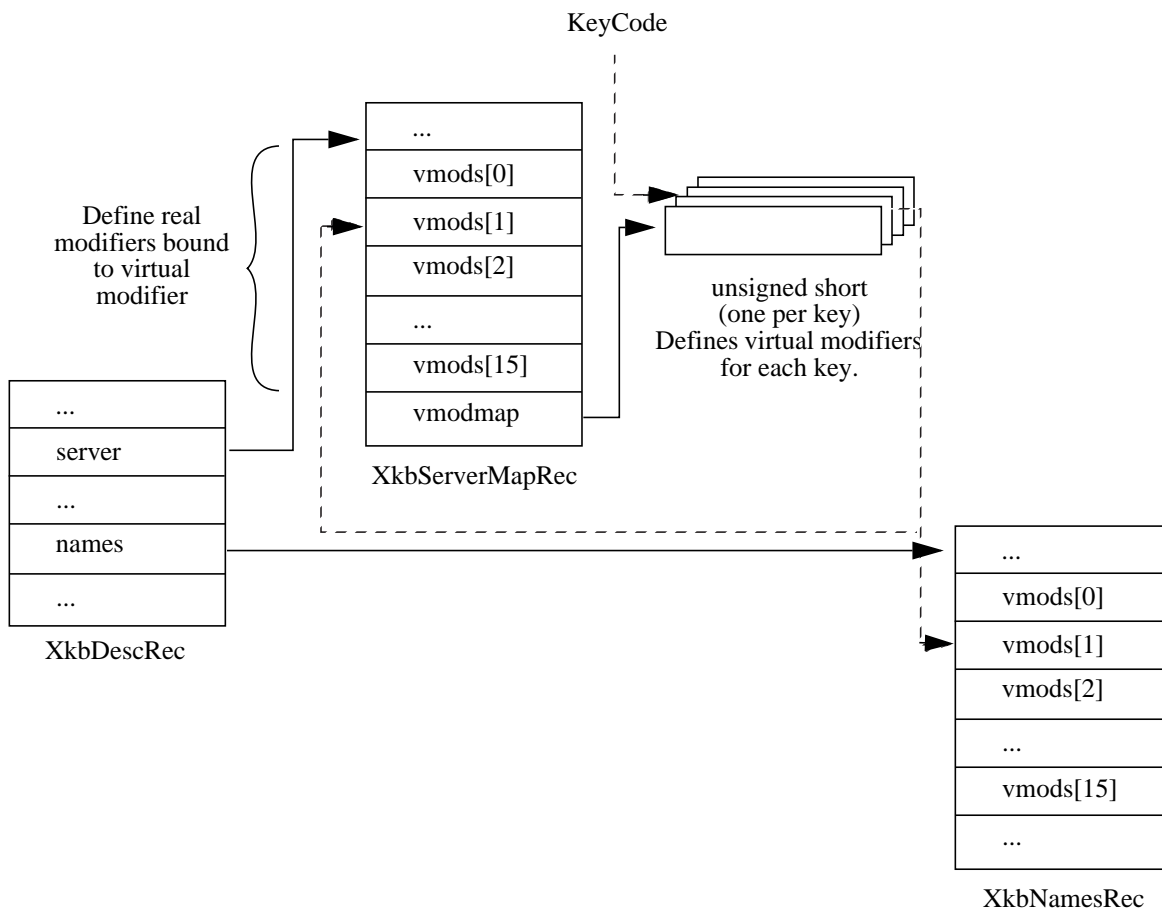 KeyCode
...
vmods[0]
vmods[1]
vmods[2]
...
vmods[15]
vmodmap
XkbServerMapRec
Define real
modifiers bound
to virtual
modifier
unsigned short
(one per key)
Defines virtual modifiers
for each key.
...
server
...
names
...
XkbDescRec
...
vmods[0]
vmods[1]
vmods[2]
...
vmods[15]
...
XkbNamesRec